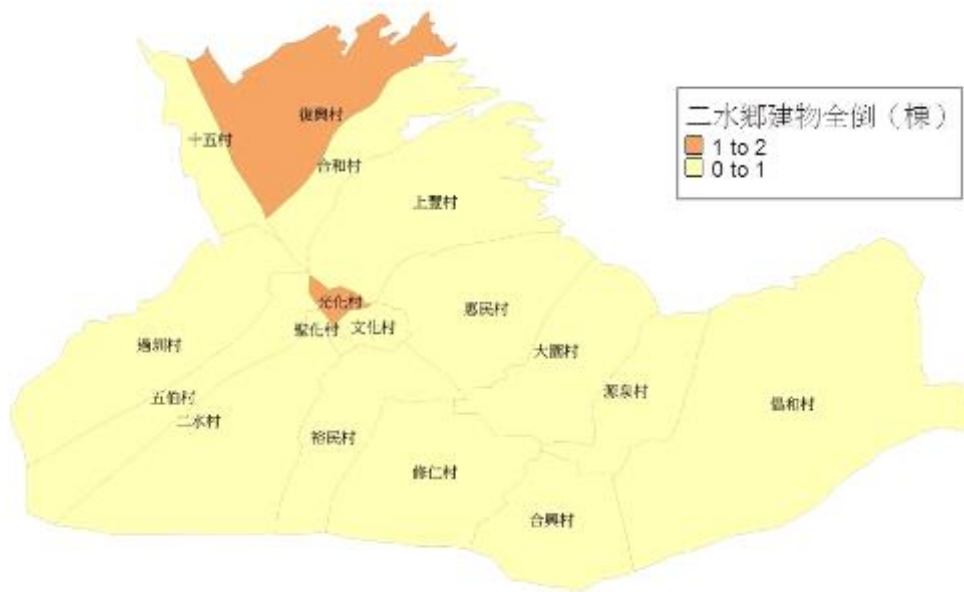 二水鄉建物全倒（棟）
1 to 2
0 to 1
復興村
十五村
合和村
上豐村
光化村
聖化村
文化村
惠民村
過圳村
大園村
五伯村
二水村
源泉村
倡和村
裕民村
修仁村
合興村